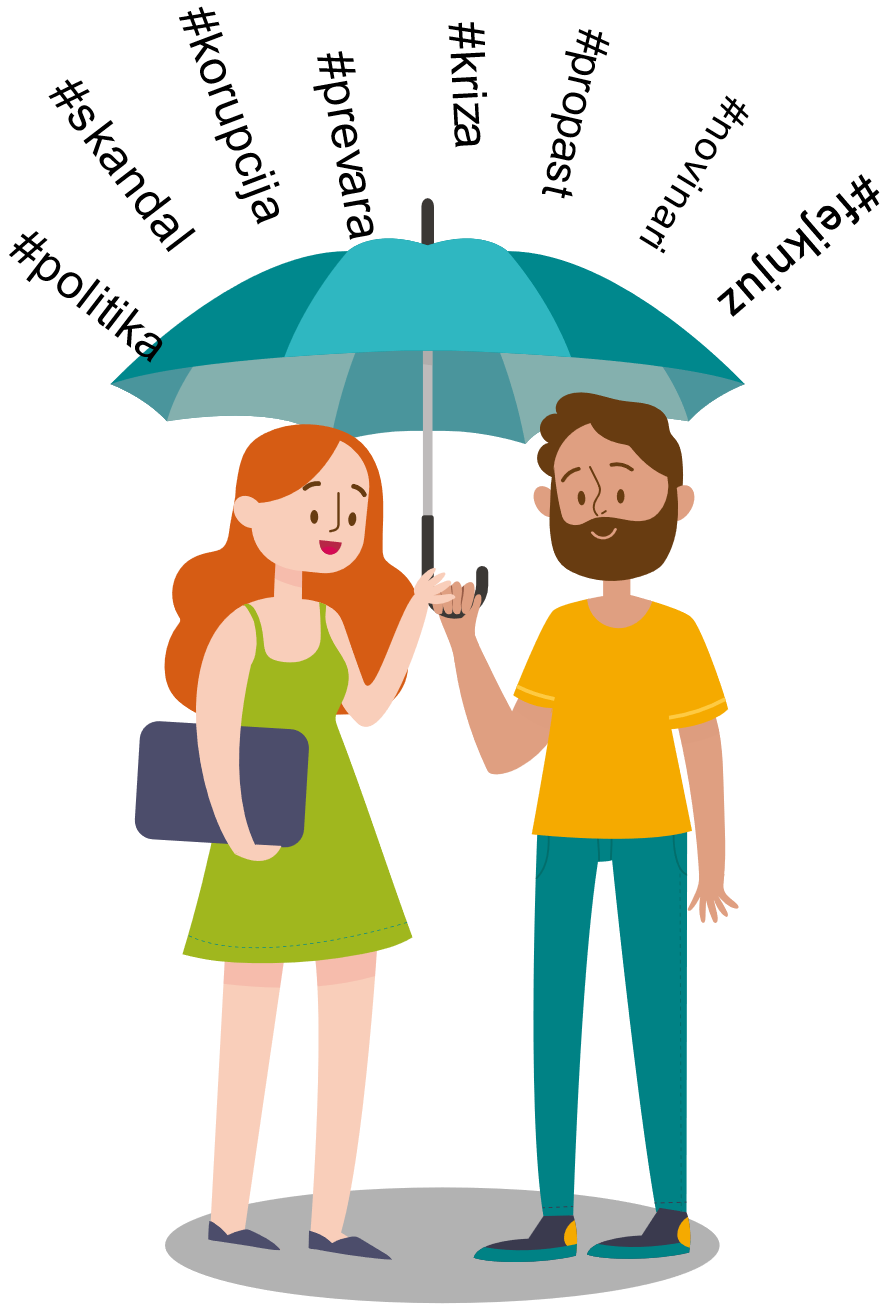 #politika
#skandal
#korupcija
#prevara
#kriza
#propast
#novinari
#fejknjuz